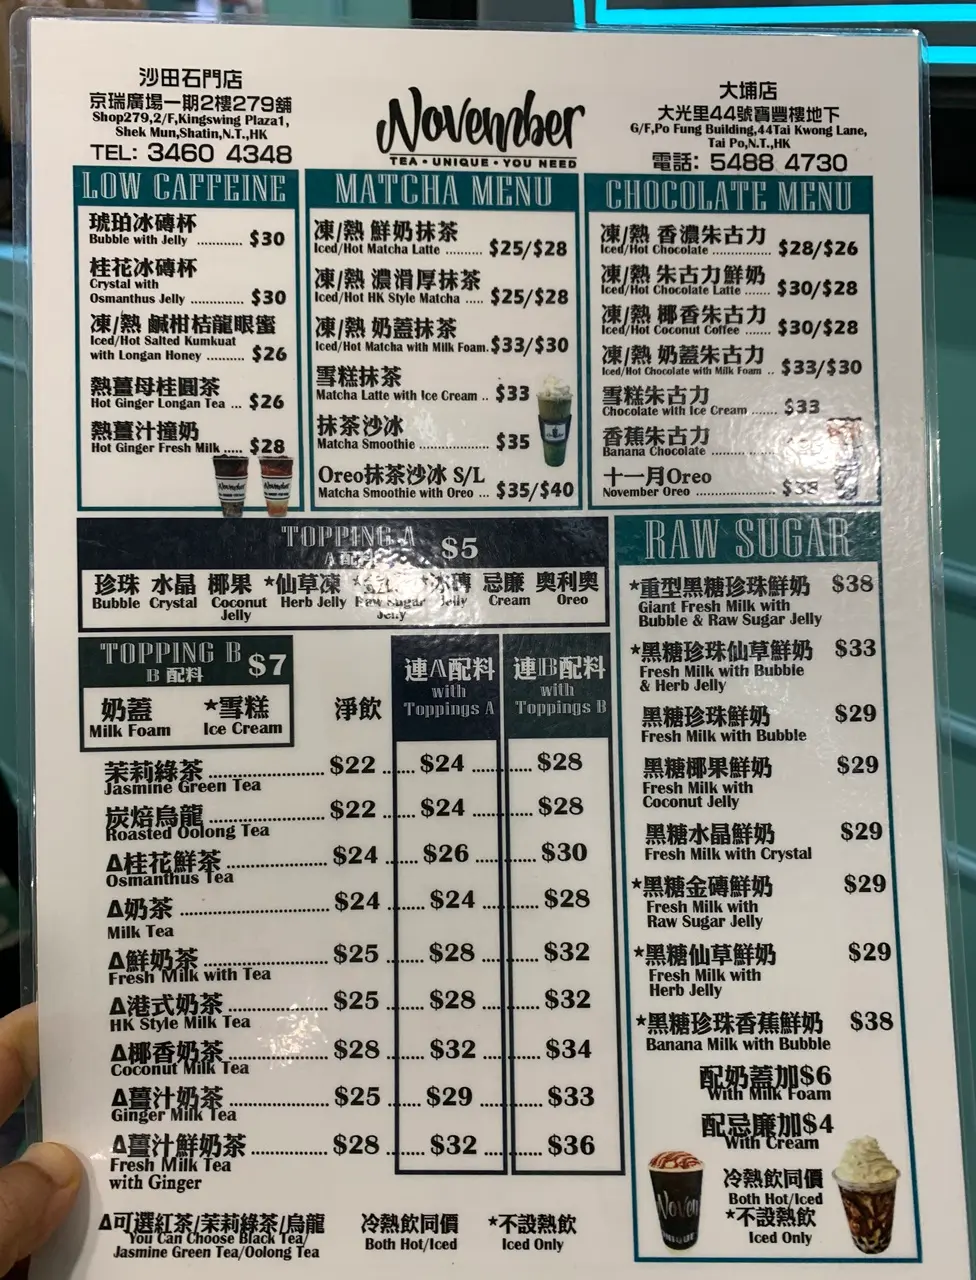 沙田石門店
京瑞廣場一期2樓279舖
Shop279,2/F,Kingswing Plaza1,
Shek Mun,Shatin,N.T.,HK
TEL: 3460 4348
November
TEA • UNIQUE • YOU NEED
大埔店
大光里44號寶豐樓地下
G/F,Po Fung Building,44Tai Kwong Lane,
Tai Po,N.T.,HK
電話: 5488 4730
LOW CAFFEINE
琥珀冰磚杯
Bubble with Jelly ............ $30
桂花冰磚杯
Crystal with
Osmanthus Jelly .............. $30
凍/熱 鹹柑桔龍眼蜜
Iced/Hot Salted Kumkuat
with Longan Honey .......... $26
熱薑母桂圓茶
Hot Ginger Longan Tea ... $26
熱薑汁撞奶
Hot Ginger Fresh Milk ..... $28
MATCHA MENU
凍/熱 鮮奶抹茶
Iced/Hot Matcha Latte ......... $25/$28
凍/熱 濃滑厚抹茶
Iced/Hot HK Style Matcha ..... $25/$28
凍/熱 奶蓋抹茶
Iced/Hot Matcha with Milk Foam. $33/$30
雪糕抹茶
Matcha Latte with Ice Cream .. $33
抹茶沙冰
Matcha Smoothie .................. $35
Oreo抹茶沙冰 S/L
Matcha Smoothie with Oreo ... $35/$40
CHOCOLATE MENU
凍/熱 香濃朱古力
Iced/Hot Chocolate ............... $28/$26
凍/熱 朱古力鮮奶
Iced/Hot Chocolate Latte ....... $30/$28
凍/熱 椰香朱古力
Iced/Hot Coconut Coffee ....... $30/$28
凍/熱 奶蓋朱古力
Iced/Hot Chocolate with Milk Foam .. $33/$30
雪糕朱古力
Chocolate with Ice Cream ....... $33
香蕉朱古力
Banana Chocolate
十一月Oreo
November Oreo ...................... $38
TOPPING A
A 配料 $5
珍珠 水晶 椰果 *仙草凍 冰磚 忌廉 奧利奧
Bubble Crystal Coconut Jelly Herb Jelly Raw Sugar Jelly Jelly Cream Oreo
TOPPING B
B 配料 $7
奶蓋 *雪糕
Milk Foam Ice Cream
淨飲
連A配料
with
Toppings A
連B配料
with
Toppings B
茉莉綠茶 ........ $22 ...... $24 ......... $28
Jasmine Green Tea
炭焙烏龍 ........ $22 ...... $24 ......... $28
Roasted Oolong Tea
Δ桂花鮮茶 ........ $24 ...... $26 ......... $30
Osmanthus Tea
Δ奶茶 ........ $24 ...... $24 ......... $28
Milk Tea
Δ鮮奶茶 ........ $25 ...... $28 ......... $32
Fresh Milk with Tea
Δ港式奶茶 ........ $25 ...... $28 ......... $32
HK Style Milk Tea
Δ椰香奶茶 ........ $28 ...... $32 ......... $34
Coconut Milk Tea
Δ薑汁奶茶 ........ $25 ...... $29 ......... $33
Ginger Milk Tea
Δ薑汁鮮奶茶 ........ $28 ...... $32 ......... $36
Fresh Milk Tea
with Ginger
Δ可選紅茶/茉莉綠茶/烏龍
You Can Choose Black Tea/
Jasmine Green Tea/Oolong Tea
冷熱飲同價
Both Hot/Iced
*不設熱飲
Iced Only
RAW SUGAR
*重型黑糖珍珠鮮奶 $38
Giant Fresh Milk with
Bubble & Raw Sugar Jelly
*黑糖珍珠仙草鮮奶 $33
Fresh Milk with Bubble
& Herb Jelly
黑糖珍珠鮮奶 $29
Fresh Milk with Bubble
黑糖椰果鮮奶 $29
Fresh Milk with
Coconut Jelly
黑糖水晶鮮奶 $29
Fresh Milk with Crystal
*黑糖金磚鮮奶 $29
Fresh Milk with
Raw Sugar Jelly
*黑糖仙草鮮奶 $29
Fresh Milk with
Herb Jelly
*黑糖珍珠香蕉鮮奶 $38
Banana Milk with Bubble
配奶蓋加$6
With Milk Foam
配忌廉加$4
With Cream
冷熱飲同價
Both Hot/Iced
*不設熱飲
Iced Only